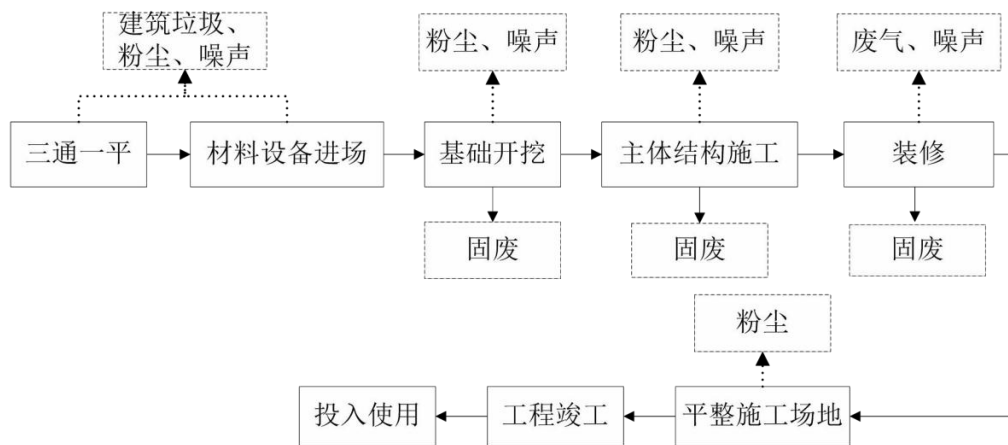 建筑垃圾、
粉尘、噪声
粉尘、噪声
粉尘、噪声
废气、噪声
三通一平
材料设备进场
基础开挖
主体结构施工
装修
固废
固废
固废
粉尘
投入使用
工程竣工
平整施工场地